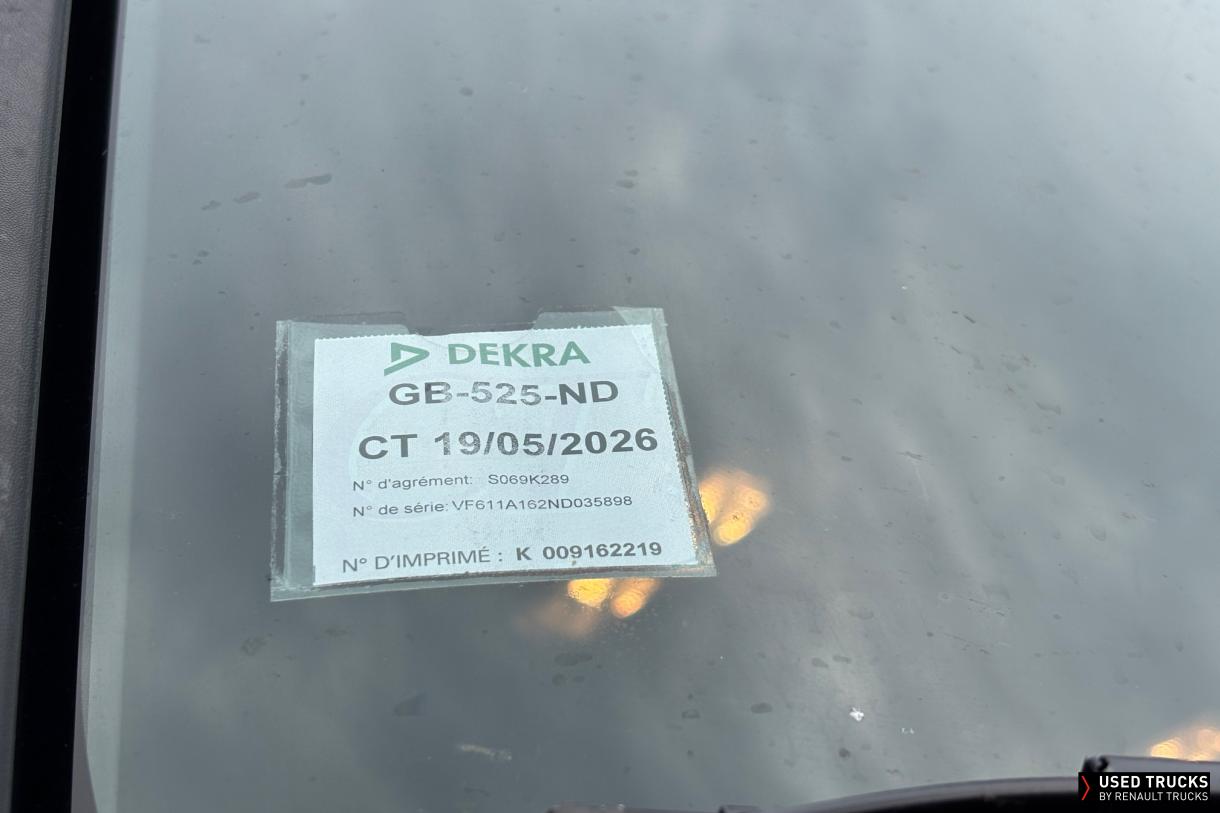 DEKRA
GB-525-ND
CT 19/05/2026
N° d'agrément: S069K289
N° de série: VF611A162ND035898
N° D'IMPRIMÉ : K 009162219
USED TRUCKS
BY RENAULT TRUCKS